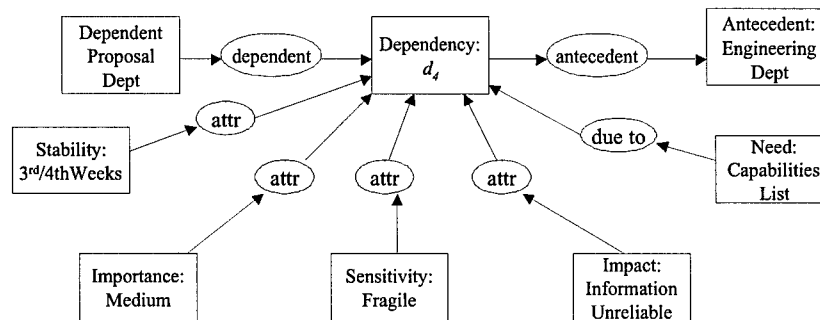 Dependent
Proposal
Dept
dependent
Dependency:
d₄
antecedent
Antecedent:
Engineering
Dept
attr
Stability:
3rd/4thWeeks
attr
attr
attr
due to
Need:
Capabilities
List
Importance:
Medium
Sensitivity:
Fragile
Impact:
Information
Unreliable